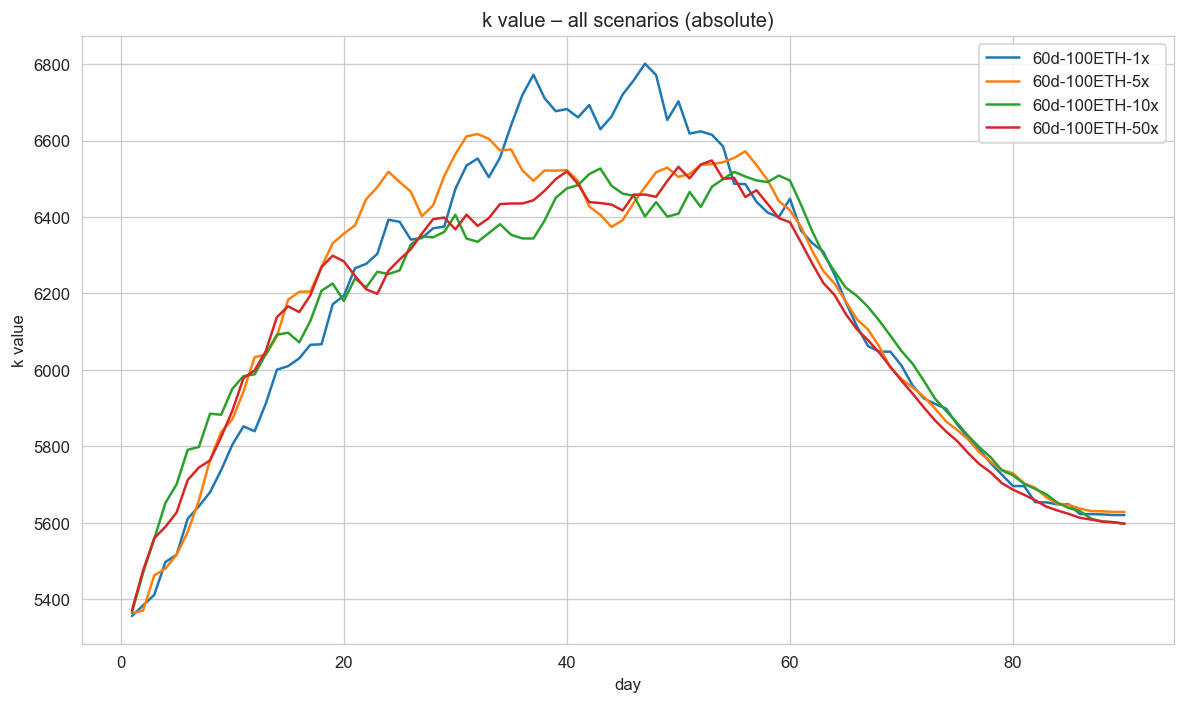 k value – all scenarios (absolute)
60d-100ETH-1x
60d-100ETH-5x
60d-100ETH-10x
60d-100ETH-50x
k value
6800
6600
6400
6200
6000
5800
5600
5400
0 20 40 60 80
day